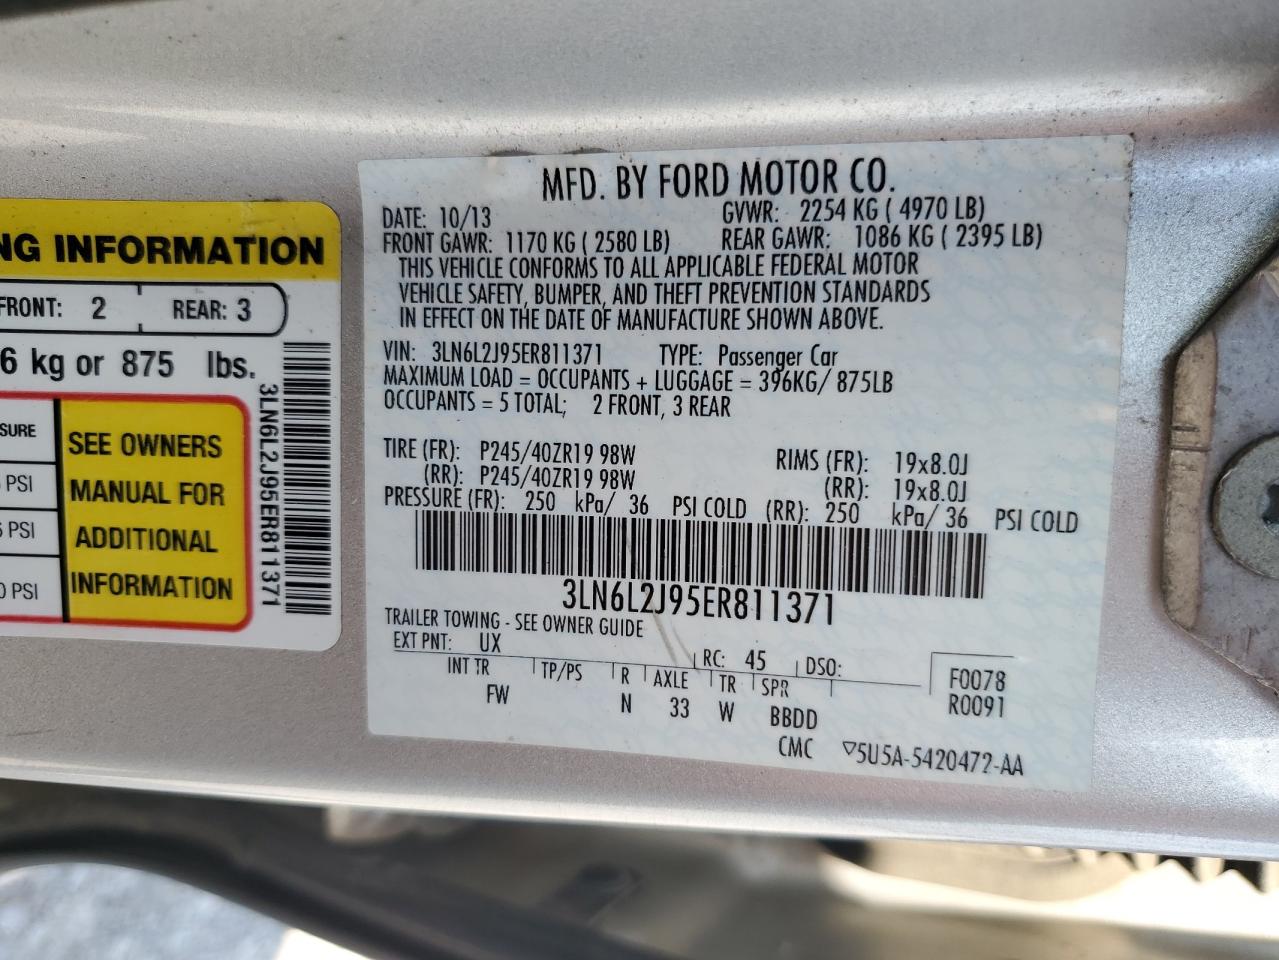 NG INFORMATION
FRONT: 2 REAR: 3
6 kg or 875 lbs.
SURE
PSI
PSI
0 PSI
SEE OWNERS
MANUAL FOR
ADDITIONAL
INFORMATION
3LN6L2J95ER811371
MFD. BY FORD MOTOR CO.
DATE: 10/13 GVWR: 2254 KG ( 4970 LB)
FRONT GAWR: 1170 KG ( 2580 LB) REAR GAWR: 1086 KG ( 2395 LB)
THIS VEHICLE CONFORMS TO ALL APPLICABLE FEDERAL MOTOR
VEHICLE SAFETY, BUMPER, AND THEFT PREVENTION STANDARDS
IN EFFECT ON THE DATE OF MANUFACTURE SHOWN ABOVE.
VIN: 3LN6L2J95ER811371 TYPE: Passenger Car
MAXIMUM LOAD = OCCUPANTS + LUGGAGE = 396KG/ 875LB
OCCUPANTS = 5 TOTAL; 2 FRONT, 3 REAR
TIRE (FR): P245/40ZR19 98W RIMS (FR): 19x8.0J
(RR): P245/40ZR19 98W (RR): 19x8.0J
PRESSURE (FR): 250 kPa/ 36 PSI COLD (RR): 250 kPa/ 36 PSI COLD
3LN6L2J95ER811371
TRAILER TOWING - SEE OWNER GUIDE
EXT PNT: UX RC: 45 DSO:
INT TR TP/PS R AXLE TR SPR F0078
FW N 33 W BBDD R0091
CMC ▽5U5A-5420472-AA